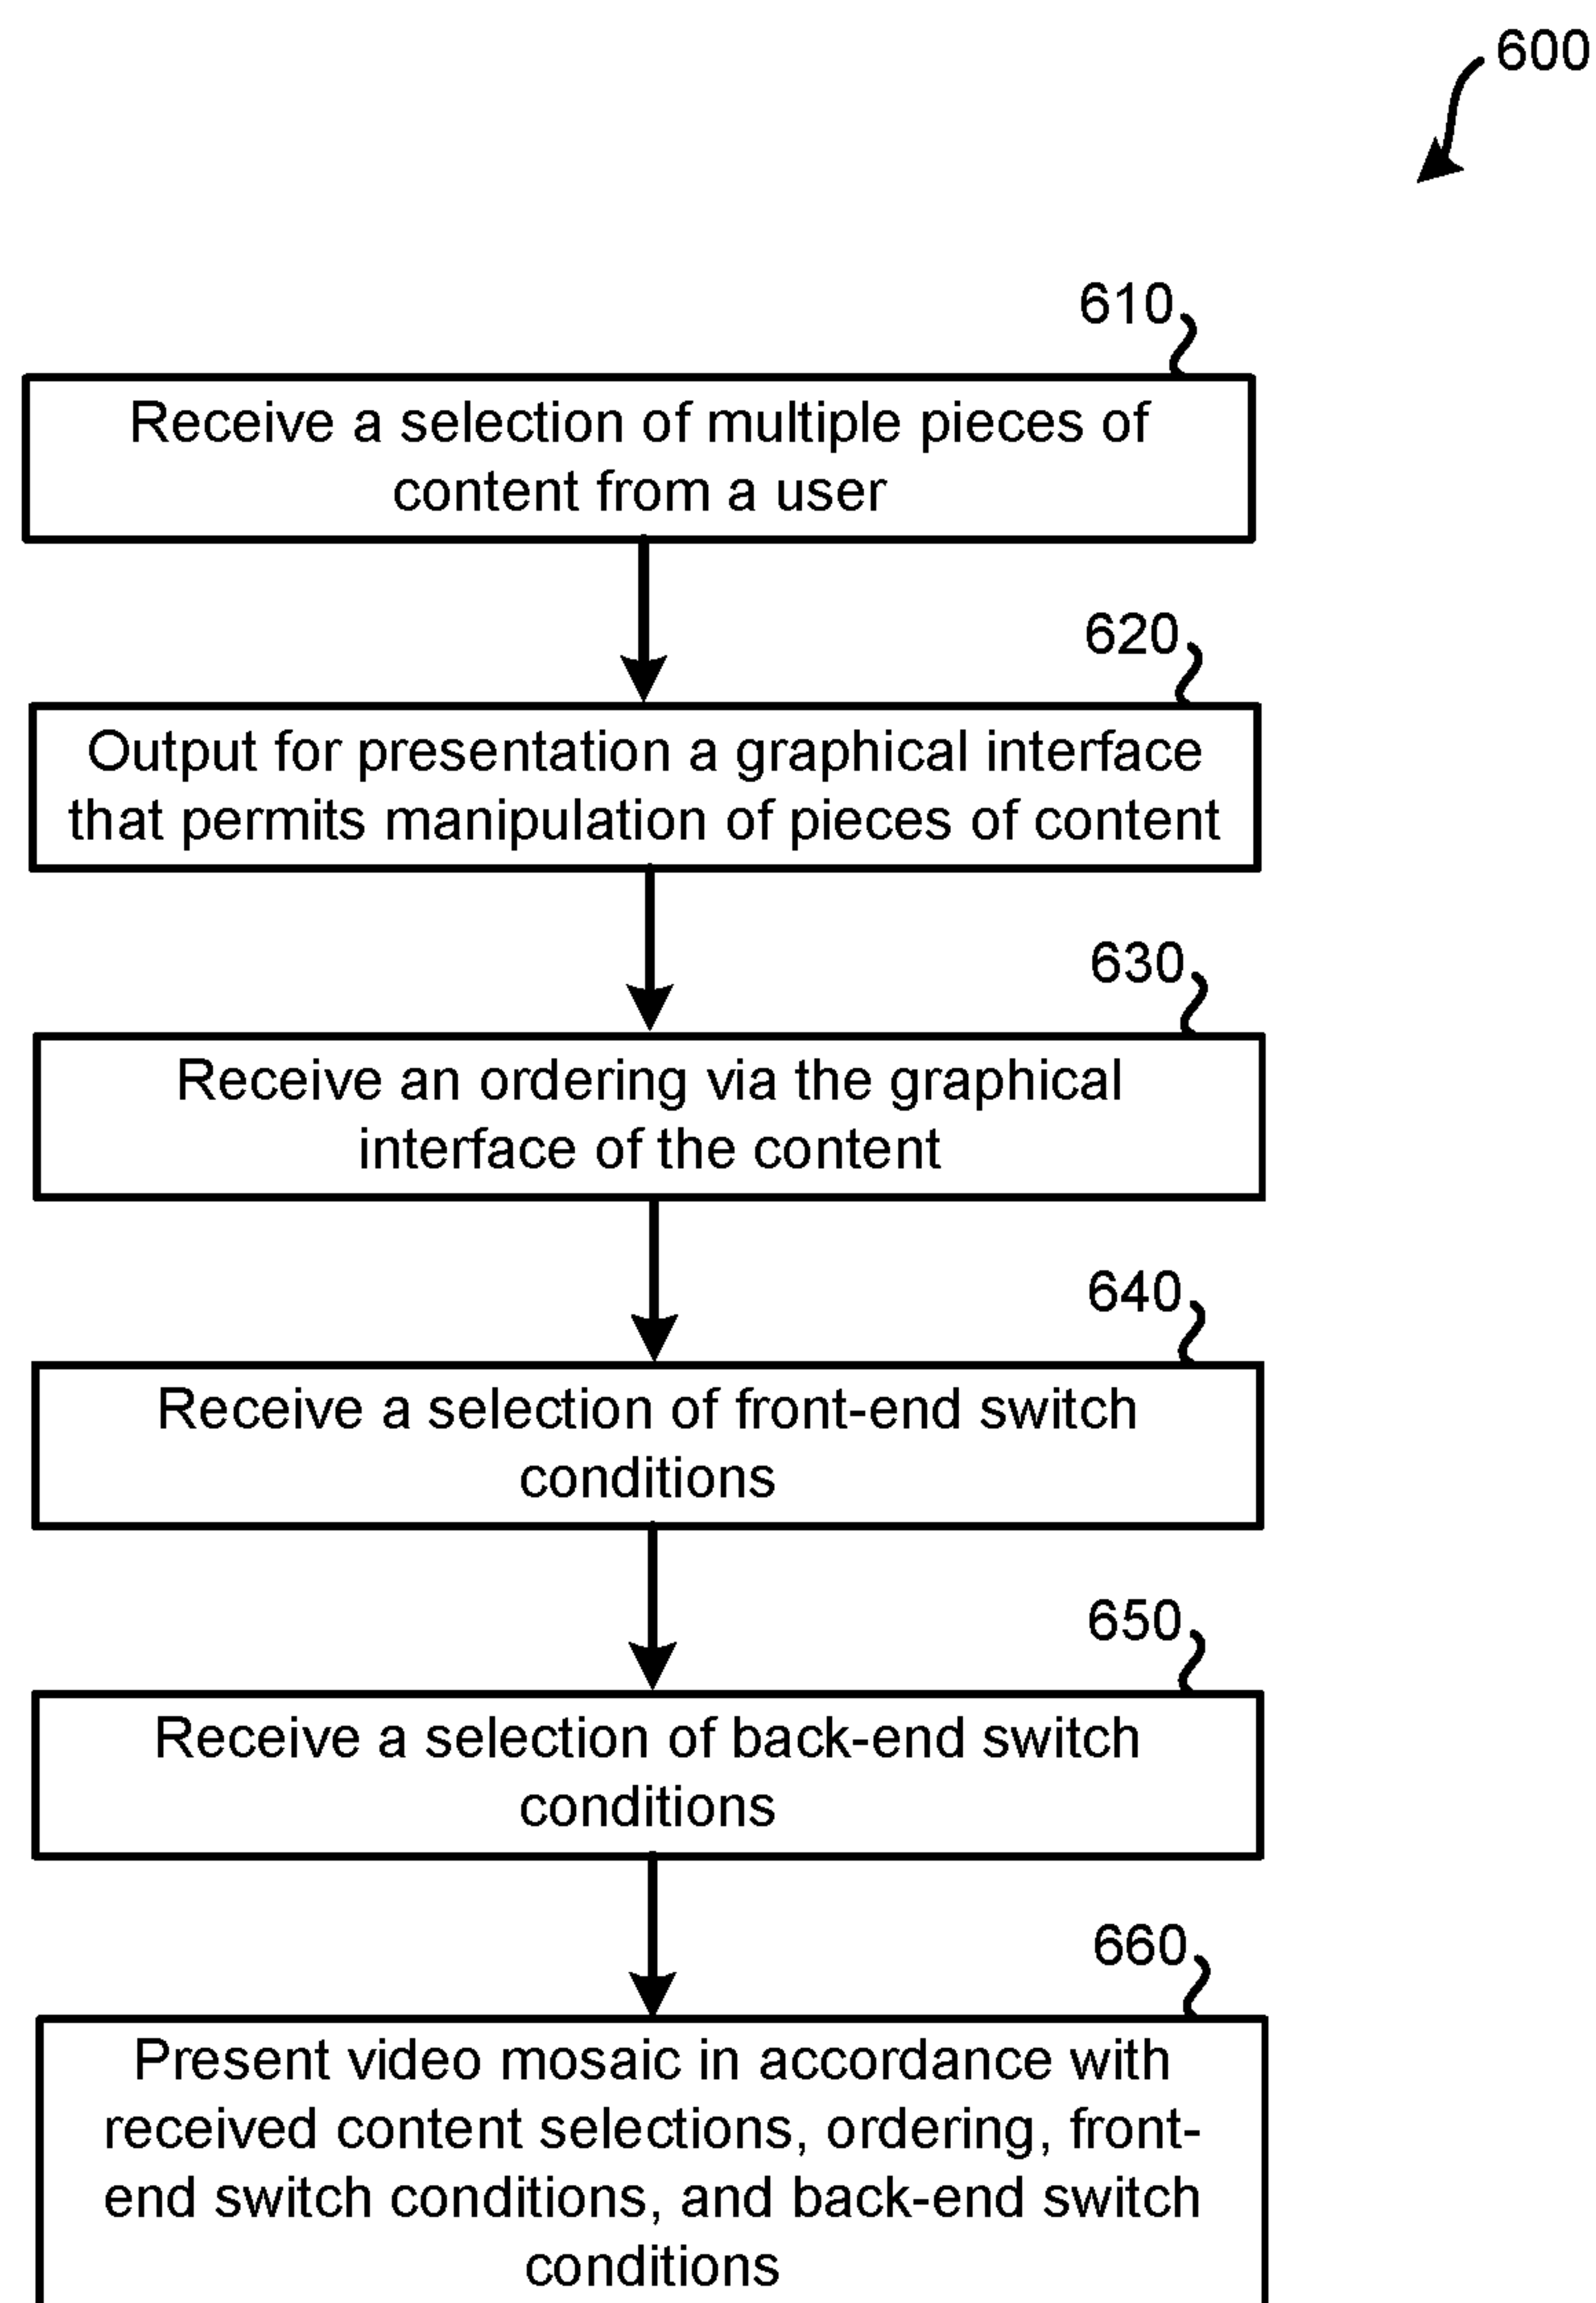 600
610
Receive a selection of multiple pieces of
content from a user
620
Output for presentation a graphical interface
that permits manipulation of pieces of content
630
Receive an ordering via the graphical
interface of the content
640
Receive a selection of front-end switch
conditions
650
Receive a selection of back-end switch
conditions
660
Present video mosaic in accordance with
received content selections, ordering, front-
end switch conditions, and back-end switch
conditions